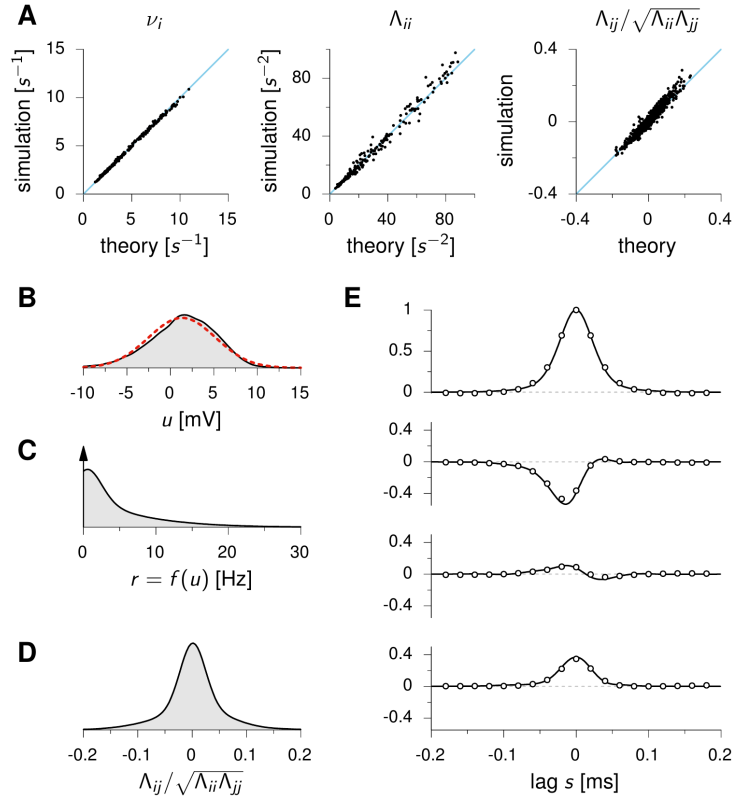 A
ν_i
Λ_ii
Λ_ij/√Λ_iiΛ_jj
15
10
5
0
simulation [s⁻¹]
0 5 10 15
theory [s⁻¹]
80
40
0
simulation [s⁻²]
0 40 80
theory [s⁻²]
0.4
0
-0.4
simulation
-0.4 0 0.4
theory
B
-10 -5 0 5 10 15
u [mV]
C
0 10 20 30
r = f(u) [Hz]
D
-0.2 -0.1 0 0.1 0.2
Λ_ij/√Λ_iiΛ_jj
E
1
0.5
0
0.4
0
-0.4
0.4
0
-0.4
0.4
0
-0.4
-0.2 -0.1 0 0.1 0.2
lag s [ms]